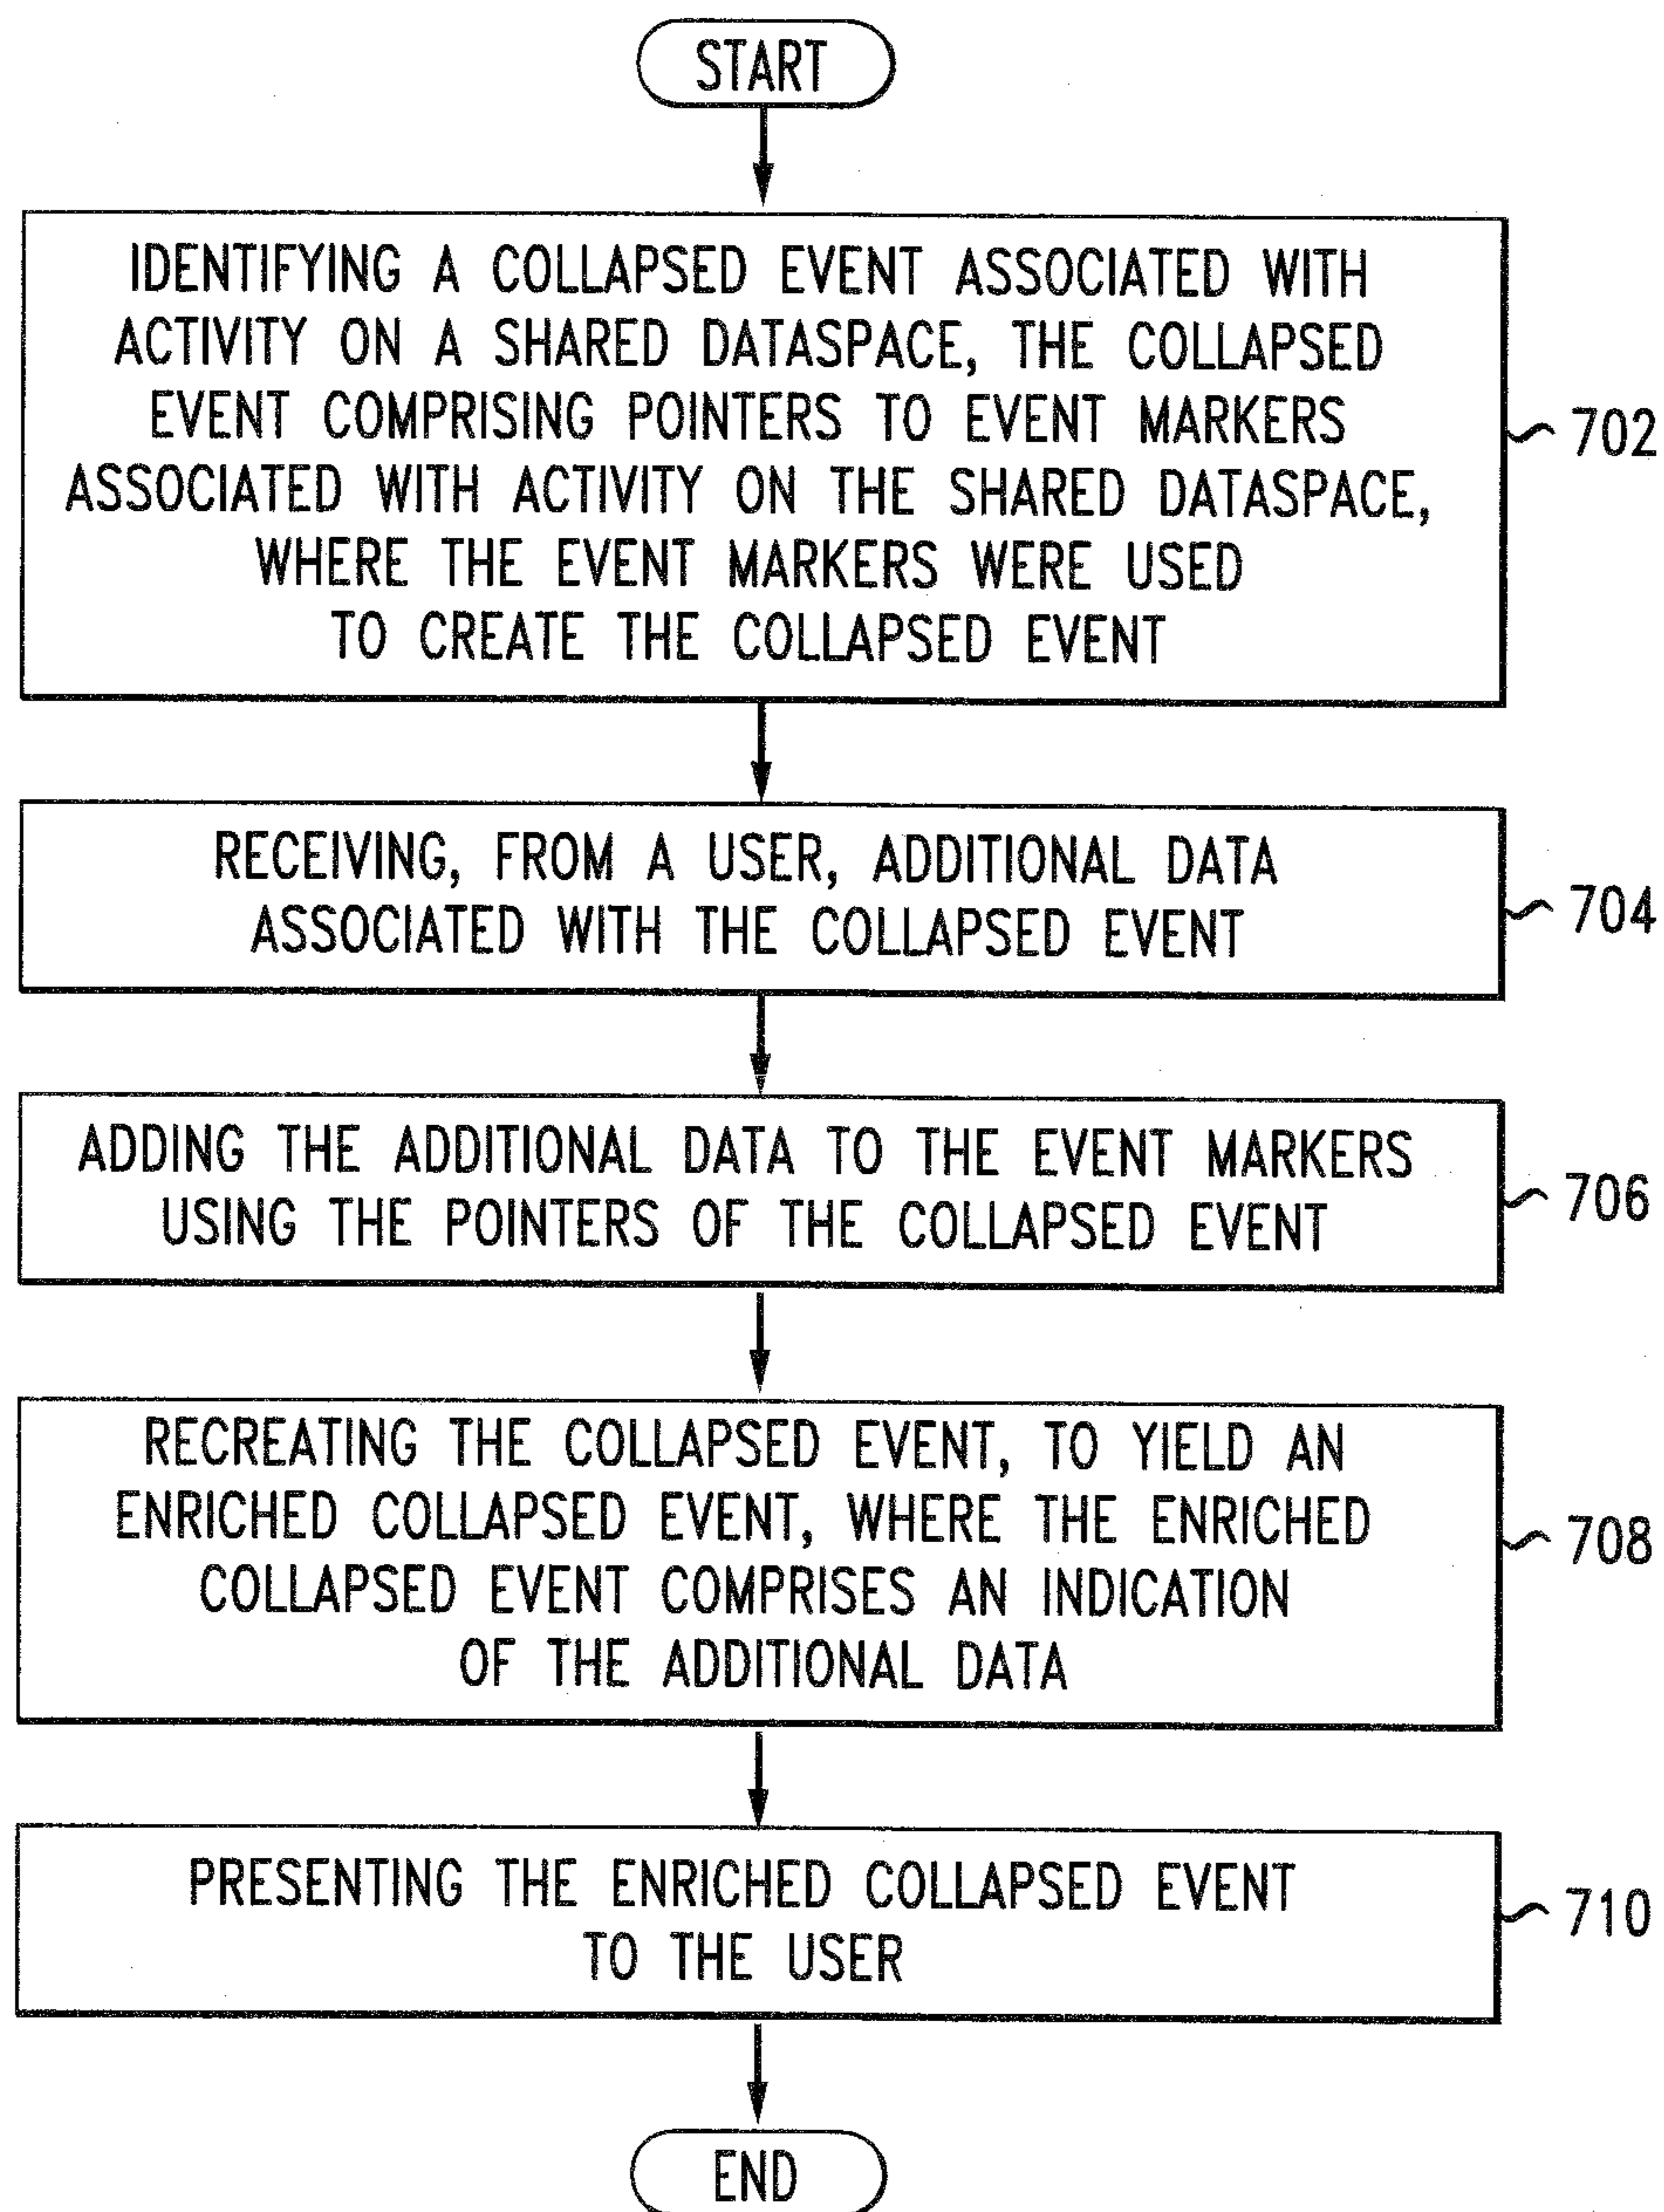 START
IDENTIFYING A COLLAPSED EVENT ASSOCIATED WITH
ACTIVITY ON A SHARED DATASPACE, THE COLLAPSED
EVENT COMPRISING POINTERS TO EVENT MARKERS
ASSOCIATED WITH ACTIVITY ON THE SHARED DATASPACE,
WHERE THE EVENT MARKERS WERE USED
TO CREATE THE COLLAPSED EVENT
702
RECEIVING, FROM A USER, ADDITIONAL DATA
ASSOCIATED WITH THE COLLAPSED EVENT
704
ADDING THE ADDITIONAL DATA TO THE EVENT MARKERS
USING THE POINTERS OF THE COLLAPSED EVENT
706
RECREATING THE COLLAPSED EVENT, TO YIELD AN
ENRICHED COLLAPSED EVENT, WHERE THE ENRICHED
COLLAPSED EVENT COMPRISES AN INDICATION
OF THE ADDITIONAL DATA
708
PRESENTING THE ENRICHED COLLAPSED EVENT
TO THE USER
710
END